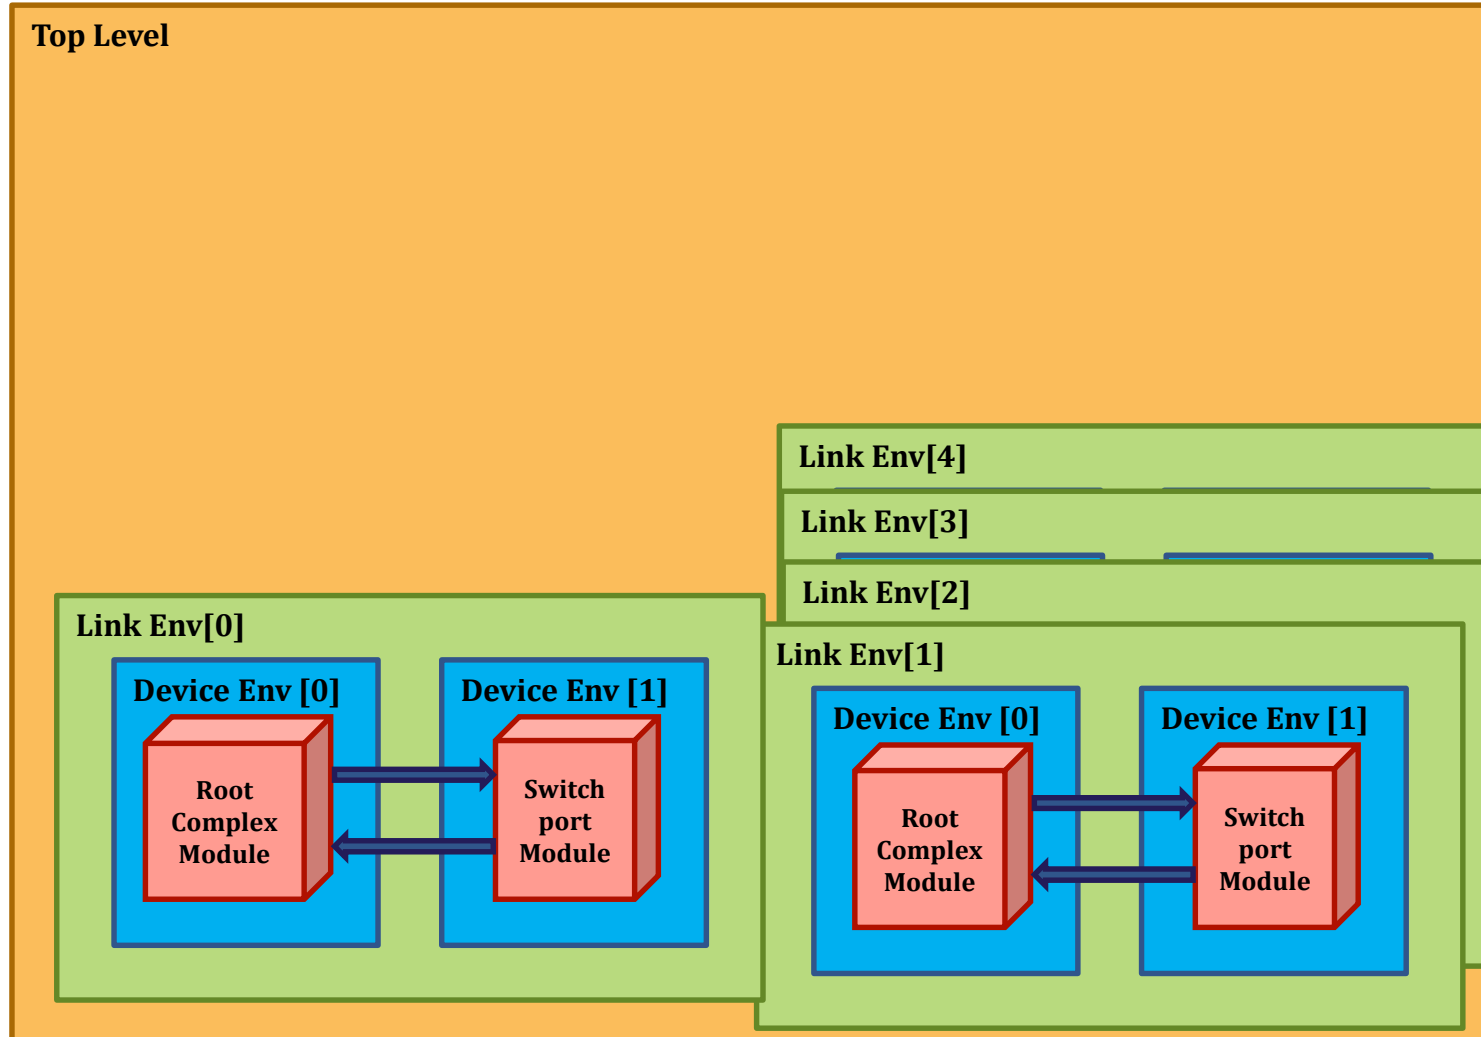 Top Level
Link Env[4]
Link Env[3]
Link Env[2]
Link Env[0]
Device Env [0]
Device Env [1]
Root
Complex
Module
Switch
port
Module
Link Env[1]
Device Env [0]
Device Env [1]
Root
Complex
Module
Switch
port
Module